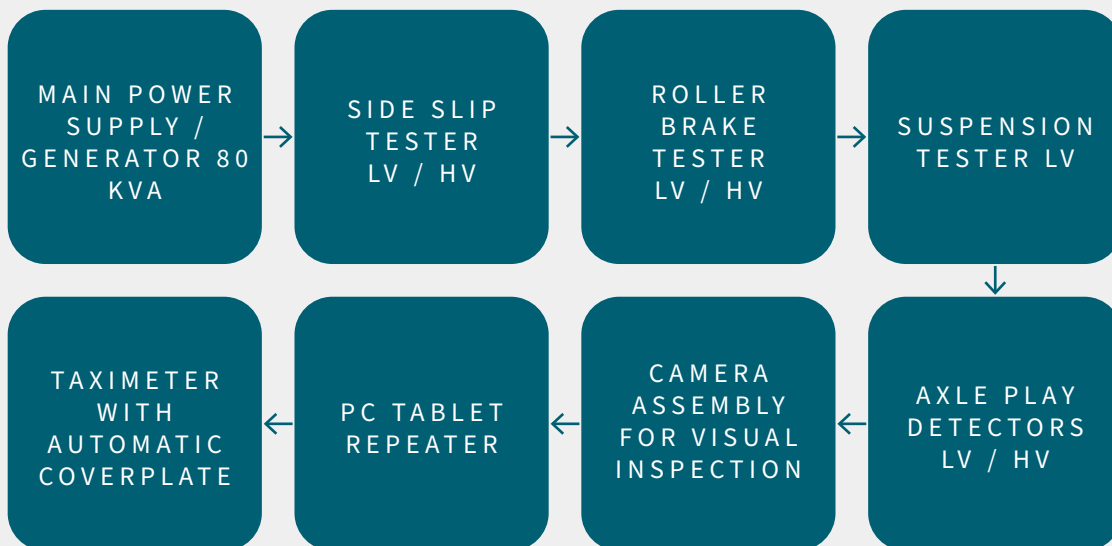 MAIN POWER
SUPPLY /
GENERATOR 80
KVA
SIDE SLIP
TESTER
LV / HV
ROLLER
BRAKE
TESTER
LV / HV
SUSPENSION
TESTER LV
AXLE PLAY
DETECTORS
LV / HV
CAMERA
ASSEMBLY
FOR VISUAL
INSPECTION
PC TABLET
REPEATER
TAXIMETER
WITH
AUTOMATIC
COVERPLATE